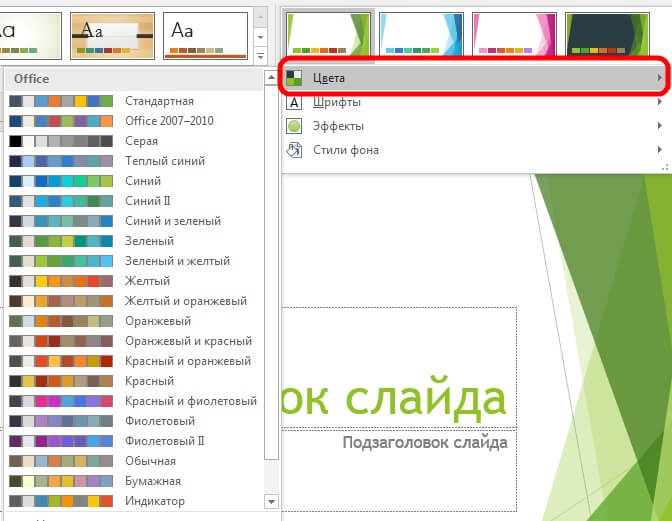 Aa
Aa
Aa
Цвета
Шрифты
Эффекты
Стили фона
Office
Стандартная
Office 2007–2010
Серая
Теплый синий
Синий
Синий II
Синий и зеленый
Зеленый
Зеленый и желтый
Желтый
Желтый и оранжевый
Оранжевый
Оранжевый и красный
Красный и оранжевый
Красный
Красный и фиолетовый
Фиолетовый
Фиолетовый II
Обычная
Бумажная
Индикатор
ок слайда
Подзаголовок слайда